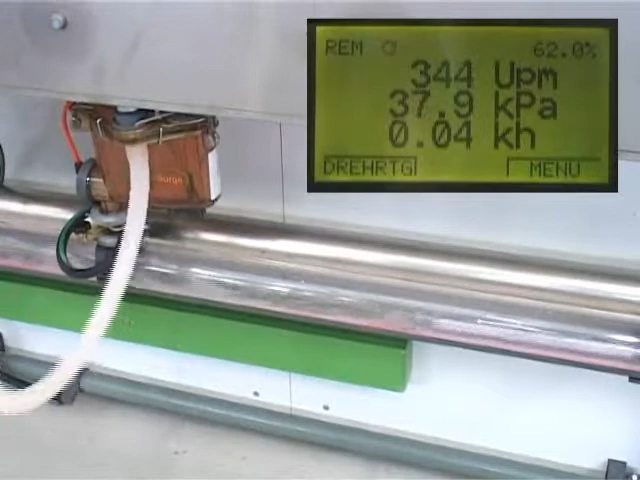 REM 62.0%
344 Upm
37.9 kPa
0.04 kh
DREHRTG MENU